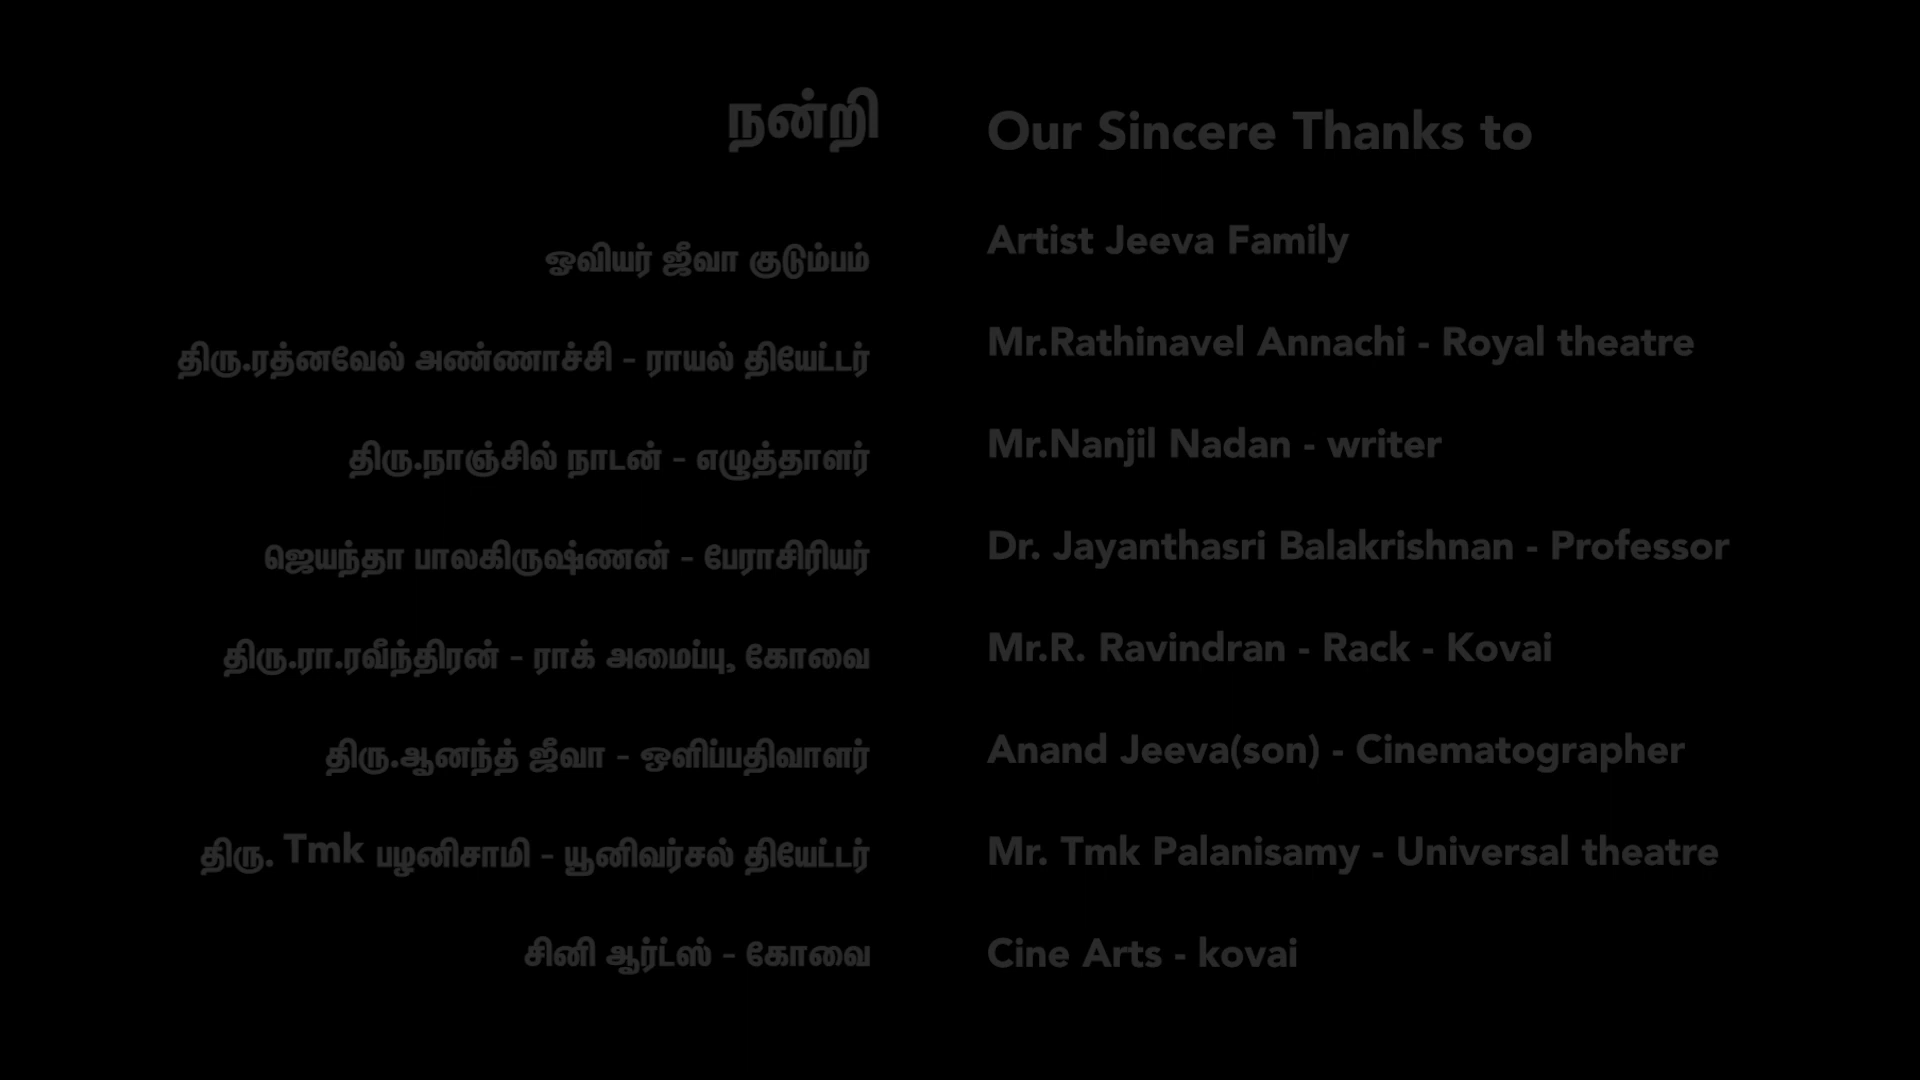 நன்றி
ஓவியர் ஜீவா குடும்பம்
திரு.ரத்னவேல் அண்ணாச்சி - ராயல் தியேட்டர்
திரு.நாஞ்சில் நாடன் - எழுத்தாளர்
ஜெயந்தா பாலகிருஷ்ணன் - பேராசிரியர்
திரு.ரா.ரவீந்திரன் - ராக் அமைப்பு, கோவை
திரு.ஆனந்த் ஜீவா - ஒளிப்பதிவாளர்
திரு. Tmk பழனிசாமி - யூனிவர்சல் தியேட்டர்
சினி ஆர்ட்ஸ் - கோவை
Our Sincere Thanks to
Artist Jeeva Family
Mr.Rathinavel Annachi - Royal theatre
Mr.Nanjil Nadan - writer
Dr. Jayanthasri Balakrishnan - Professor
Mr.R. Ravindran - Rack - Kovai
Anand Jeeva(son) - Cinematographer
Mr. Tmk Palanisamy - Universal theatre
Cine Arts - kovai